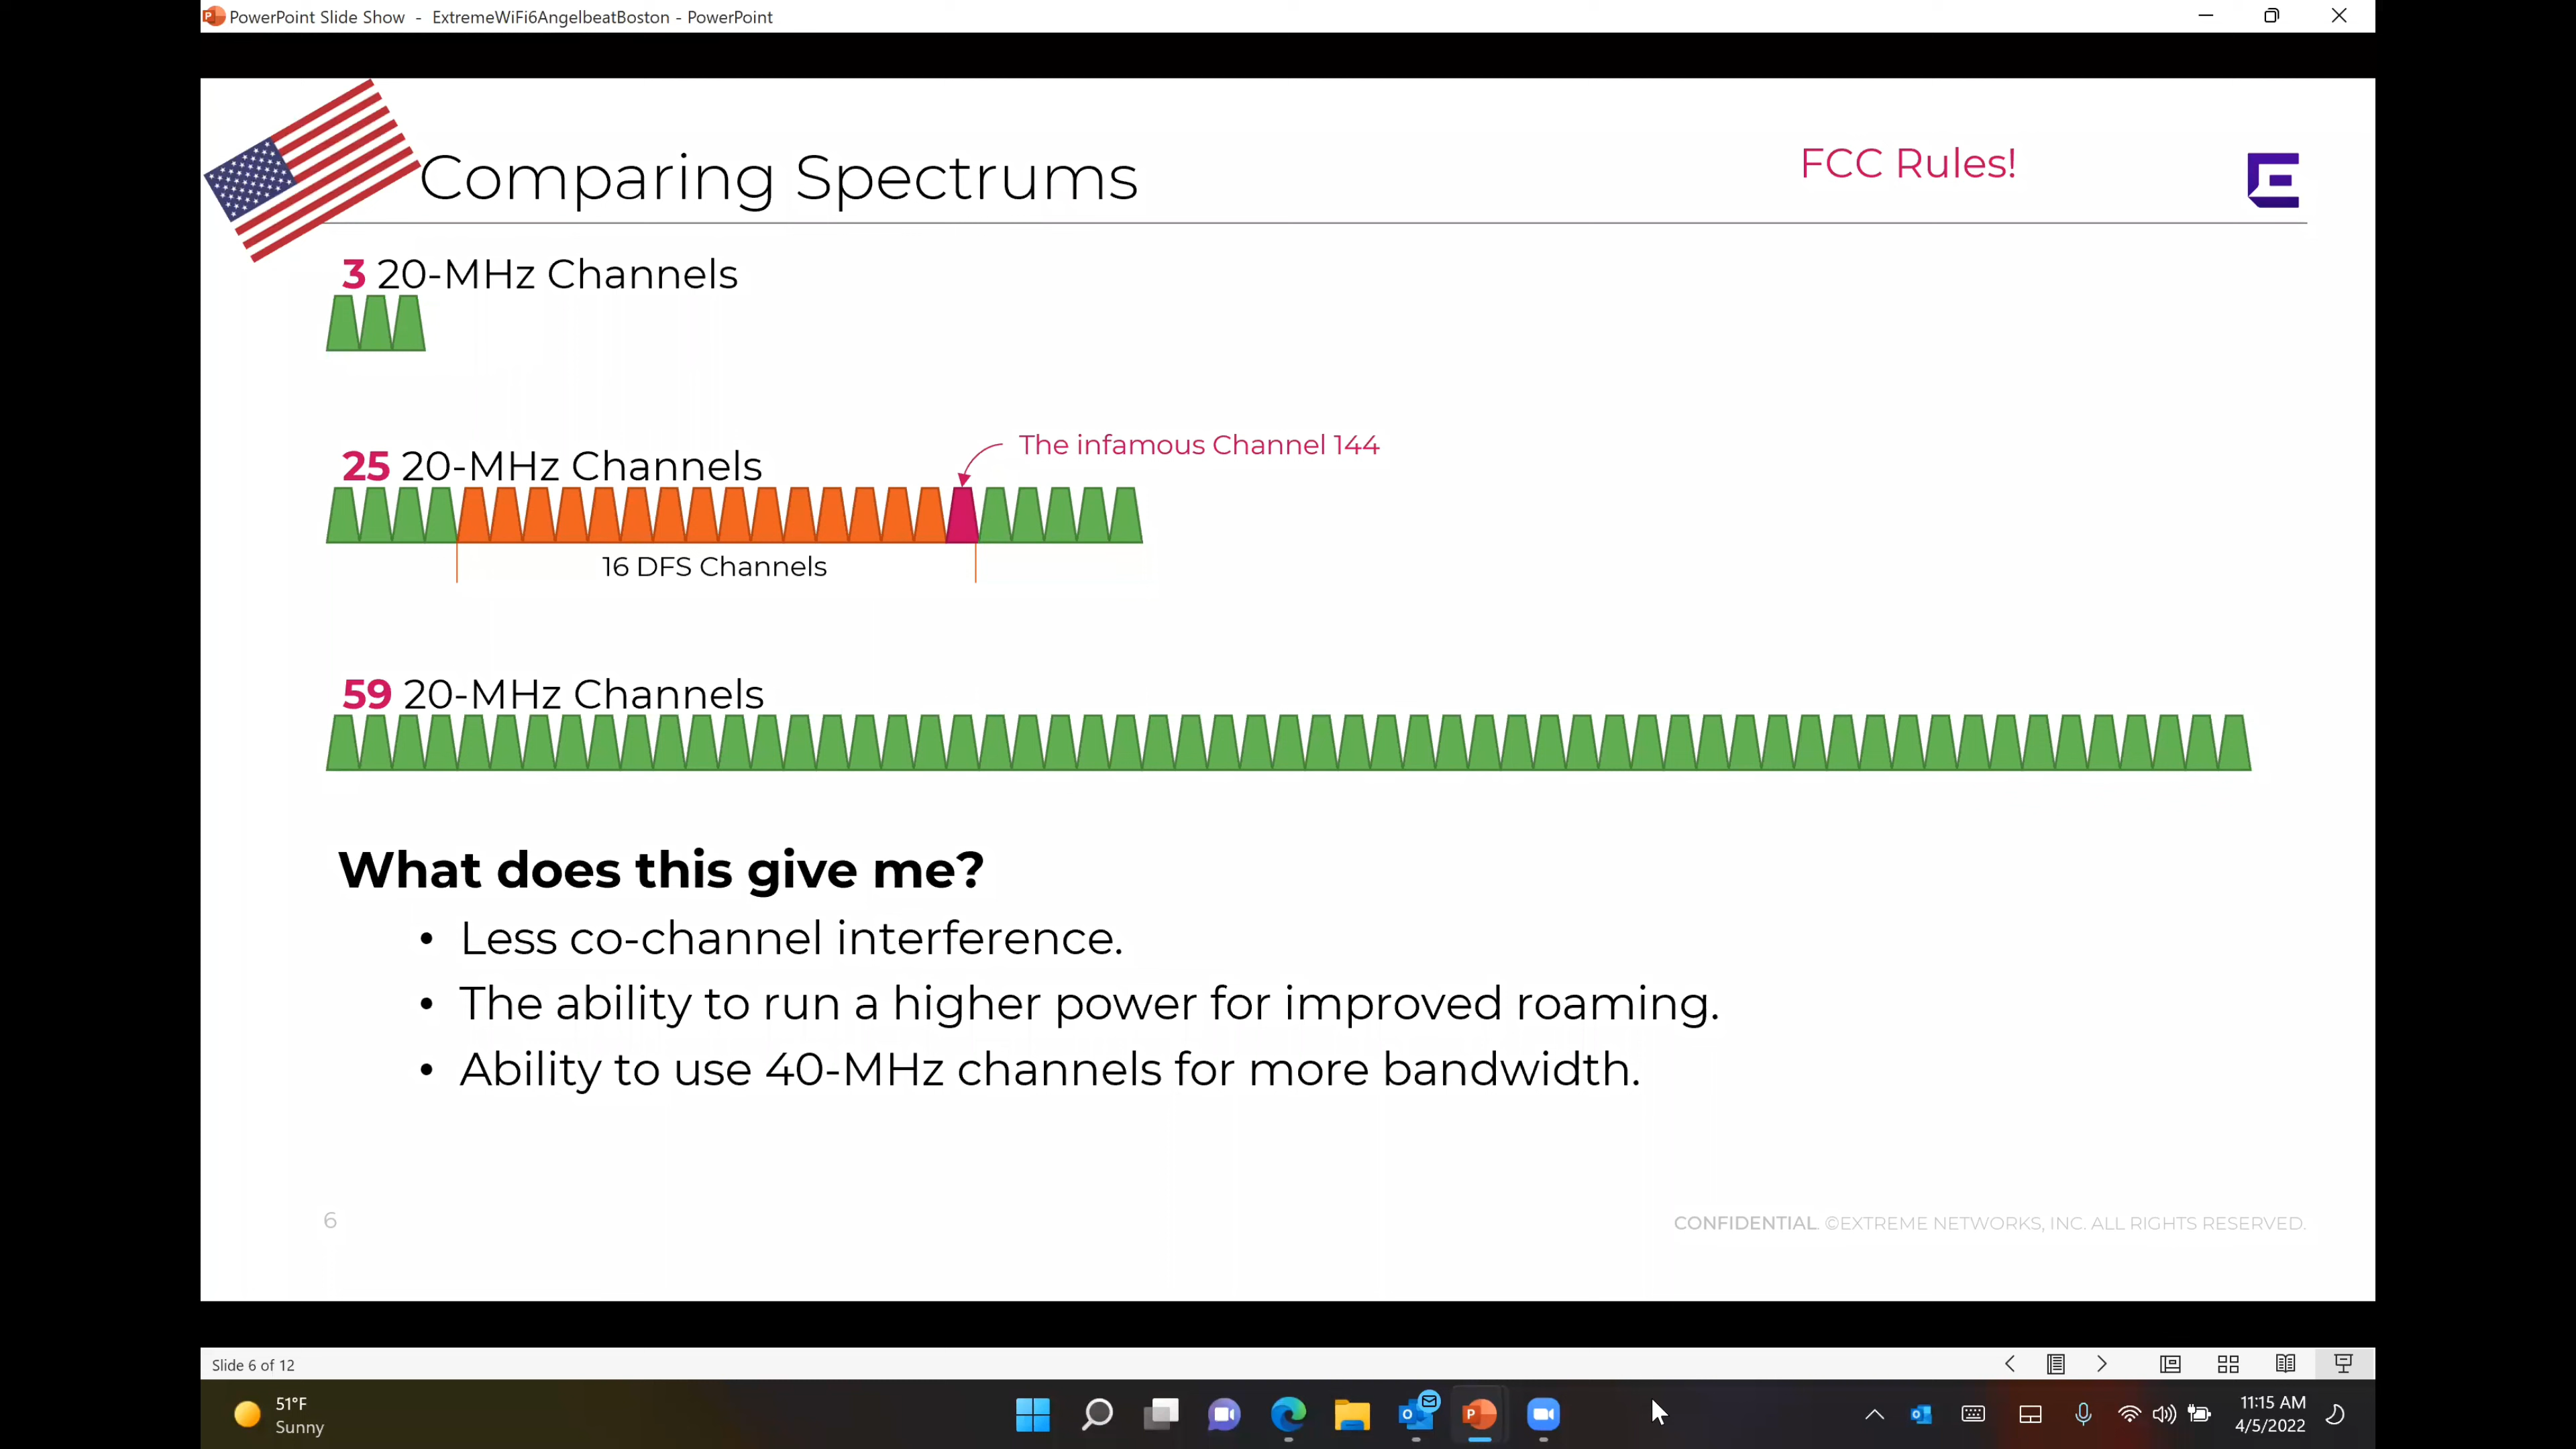 PowerPoint Slide Show - ExtremeWiFi6AngelbeatBoston - PowerPoint
Comparing Spectrums
FCC Rules!
3 20-MHz Channels
The infamous Channel 144
25 20-MHz Channels
16 DFS Channels
59 20-MHz Channels
What does this give me?
• Less co-channel interference.
• The ability to run a higher power for improved roaming.
• Ability to use 40-MHz channels for more bandwidth.
6
CONFIDENTIAL. ©EXTREME NETWORKS, INC. ALL RIGHTS RESERVED.
Slide 6 of 12
51°F
Sunny
11:15 AM
4/5/2022